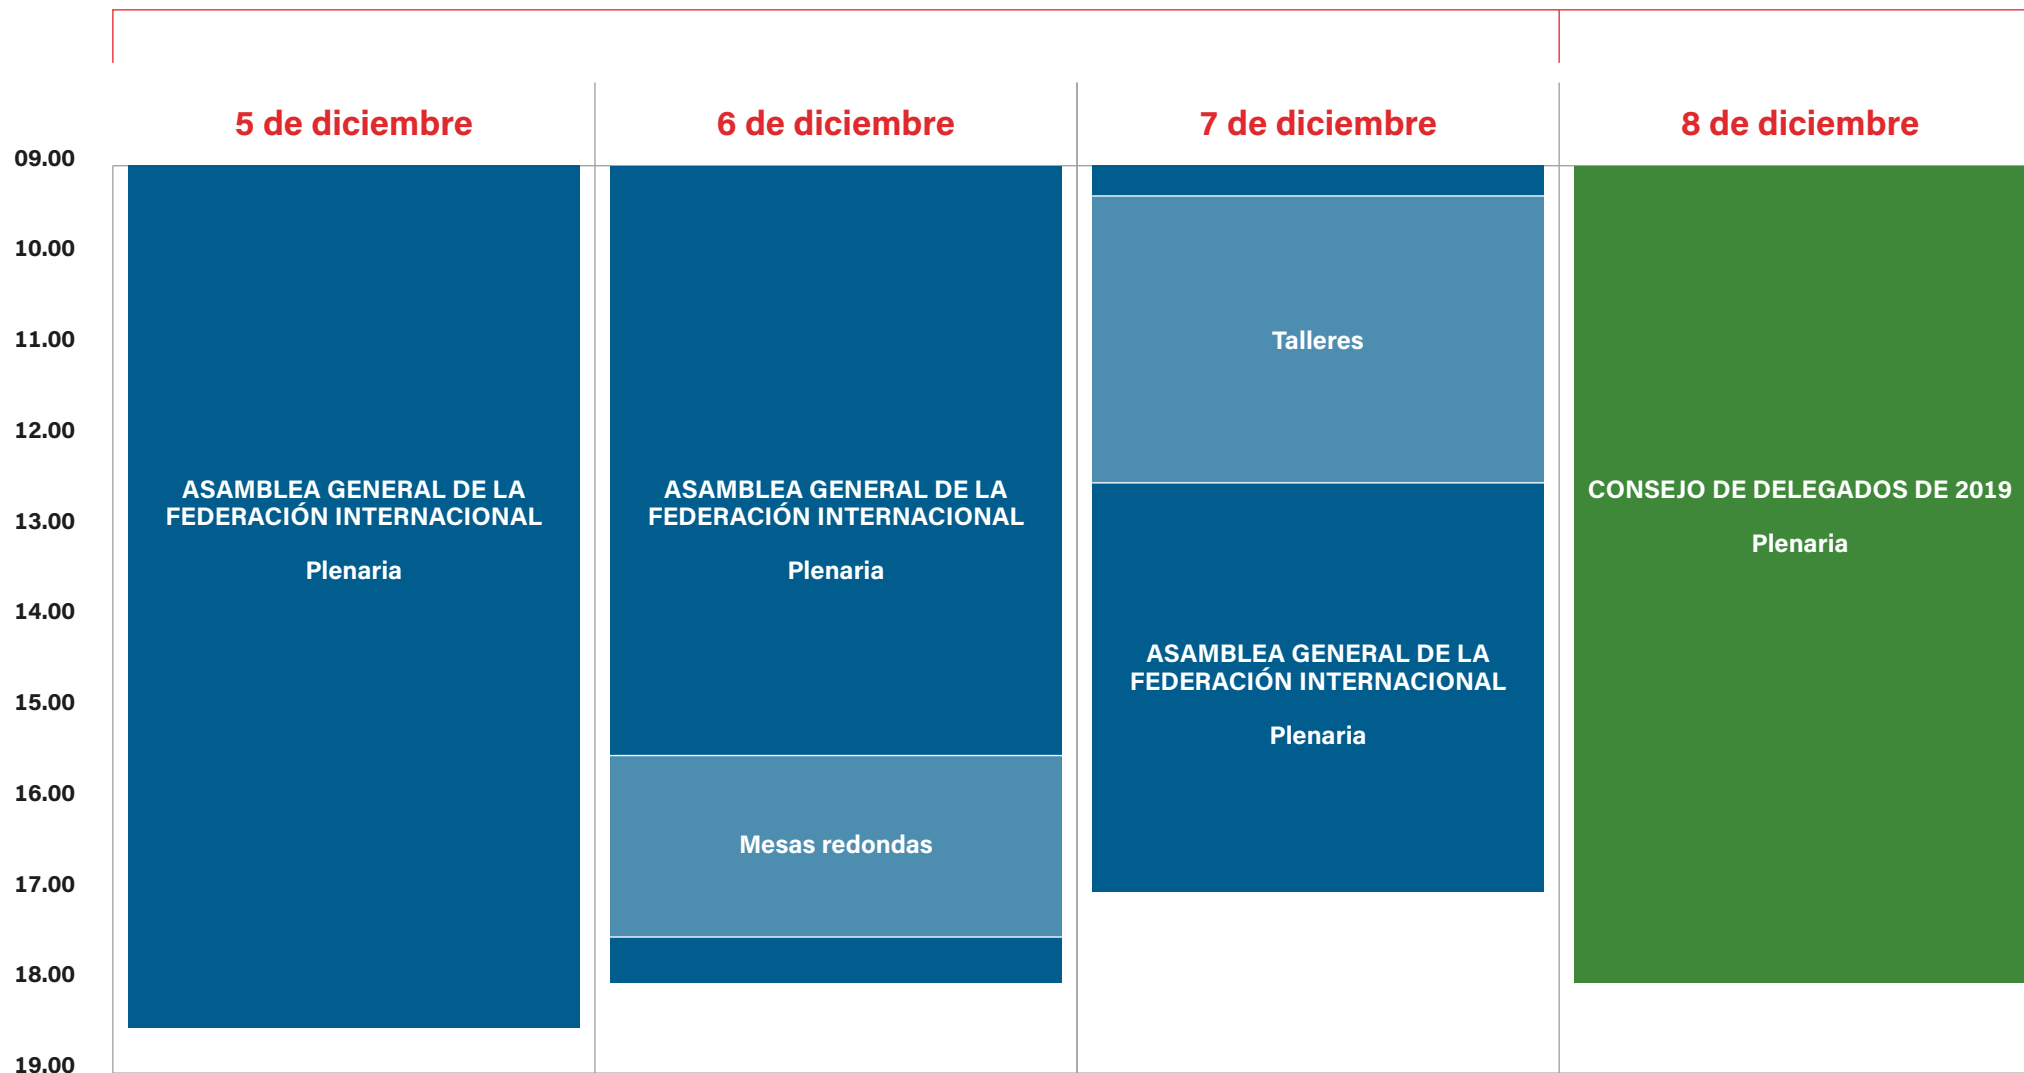 5 de diciembre
6 de diciembre
7 de diciembre
8 de diciembre
09.00
10.00
11.00
12.00
13.00
14.00
15.00
16.00
17.00
18.00
19.00
ASAMBLEA GENERAL DE LA
FEDERACIÓN INTERNACIONAL
Plenaria
ASAMBLEA GENERAL DE LA
FEDERACIÓN INTERNACIONAL
Plenaria
Mesas redondas
Talleres
ASAMBLEA GENERAL DE LA
FEDERACIÓN INTERNACIONAL
Plenaria
CONSEJO DE DELEGADOS DE 2019
Plenaria